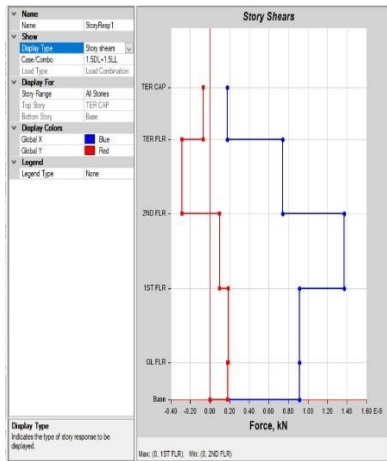 Name
Name StoryResp1
Show
Display Type Story shears
Case/Combo 1.5DL+1.5LL
Load Type Load Combination
Display For
Story Range All Stories
Top Story TER CAP
Bottom Story Base
Display Colors
Global X Blue
Global Y Red
Legend
Legend Type None
Display Type
Indicates the type of story response to be
displayed.
Story Shears
TER CAP
TER FLR
2ND FLR
1ST FLR
GL FLR
Base
-0.40 -0.20 0.00 0.20 0.40 0.60 0.80 1.00 1.20 1.40 1.60 E-9
Force, kN
Max: (0, 1ST FLR); Min: (0, 2ND FLR)